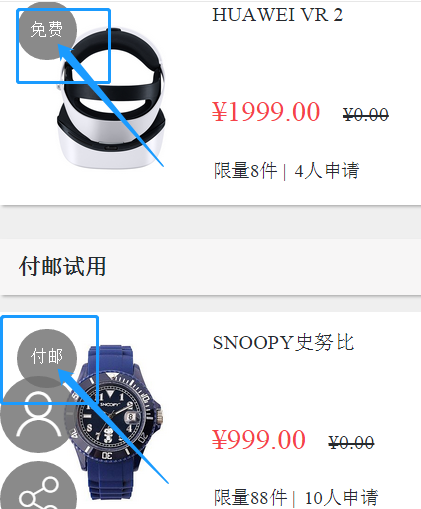 免费
HUAWEI VR 2
¥1999.00 ¥0.00
限量8件 | 4人申请
付邮试用
付邮
SNOOPY史努比
SNOOPY
¥999.00 ¥0.00
限量88件 | 10人申请